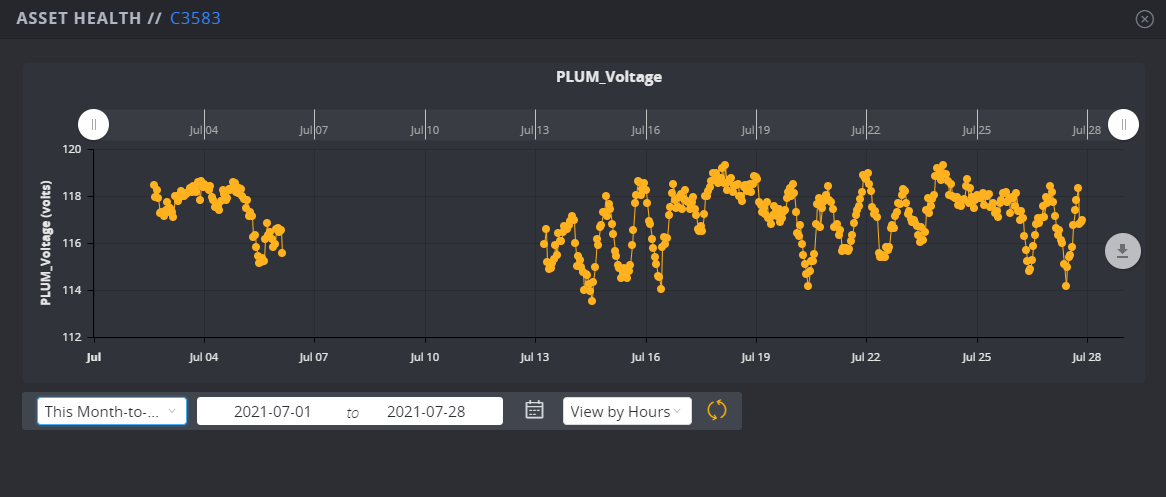 ASSET HEALTH // C3583
PLUM_Voltage
Jul 04 Jul 07 Jul 10 Jul 13 Jul 16 Jul 19 Jul 22 Jul 25 Jul 28
120
118
116
114
112
PLUM_Voltage (volts)
Jul Jul 04 Jul 07 Jul 10 Jul 13 Jul 16 Jul 19 Jul 22 Jul 25 Jul 28
This Month-to-... 2021-07-01 to 2021-07-28 View by Hours